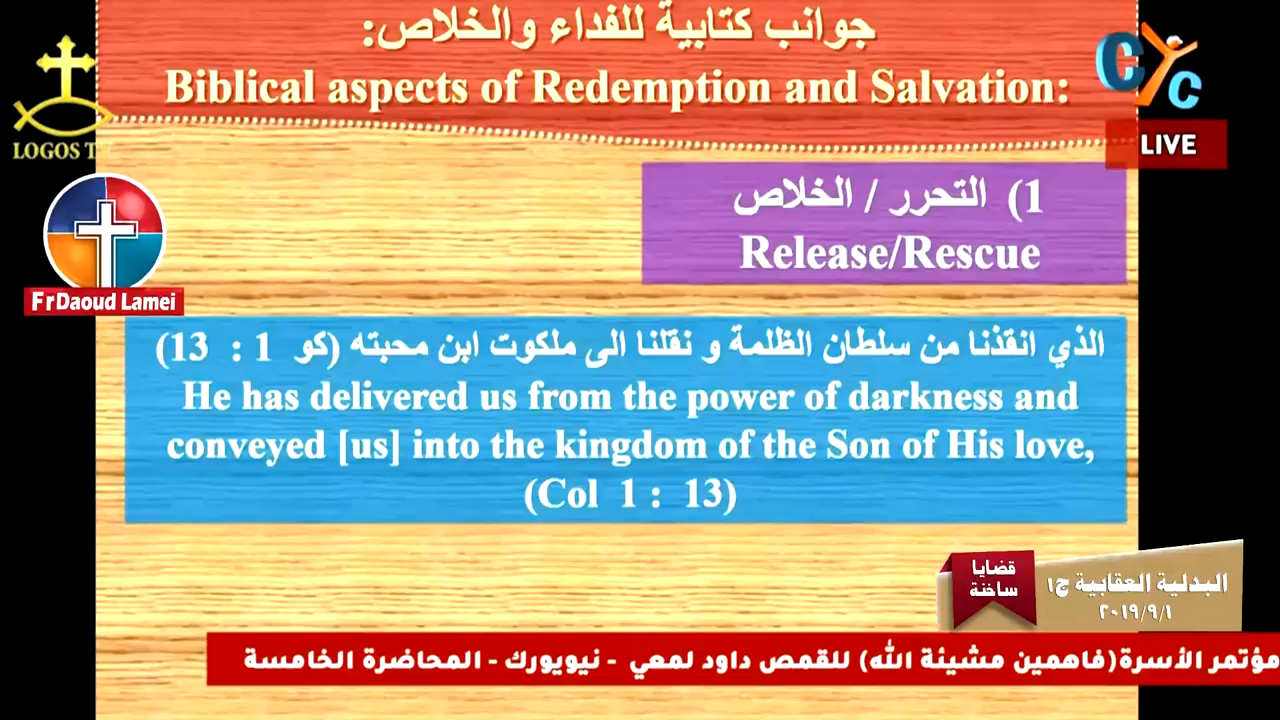 جوانب كتابية للفداء والخلاص:
Biblical aspects of Redemption and Salvation:
CYC
LIVE
LOGOS T
FrDaoud Lamei
1) التحرر / الخلاص
Release/Rescue
الذي انقذنا من سلطان الظلمة و نقلنا الى ملكوت ابن محبته (كو 1 : 13)
He has delivered us from the power of darkness and
conveyed [us] into the kingdom of the Son of His love,
(Col 1 : 13)
قضايا
ساخنة
البدلية العقابية ج١
٢٠١٩/٩/١
مؤتمر الأسرة(فاهمين مشيئة الله) للقمص داود لمعي - نيويورك - المحاضرة الخامسة